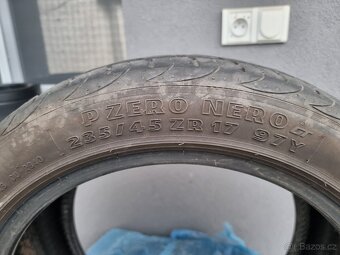 P ZERO NERO
235/45 ZR 17 97Y
bazos.cz